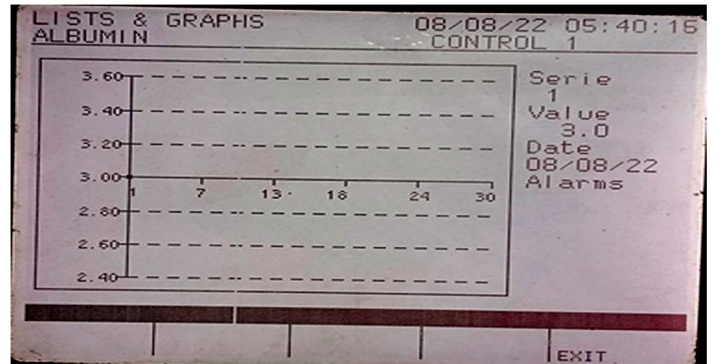 LISTS & GRAPHS 08/08/22 05:40:16
ALBUMIN CONTROL 1
3.60
3.40
3.20
3.00
2.80
2.60
2.40
1 7 13 18 24 30
Serie
1
Value
3.0
Date
08/08/22
Alarms
EXIT